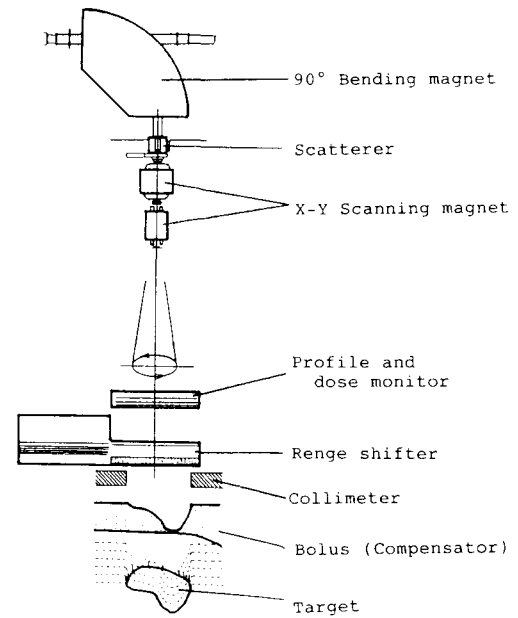 90° Bending magnet
Scatterer
X-Y Scanning magnet
Profile and
dose monitor
Renge shifter
Collimeter
Bolus (Compensator)
Target